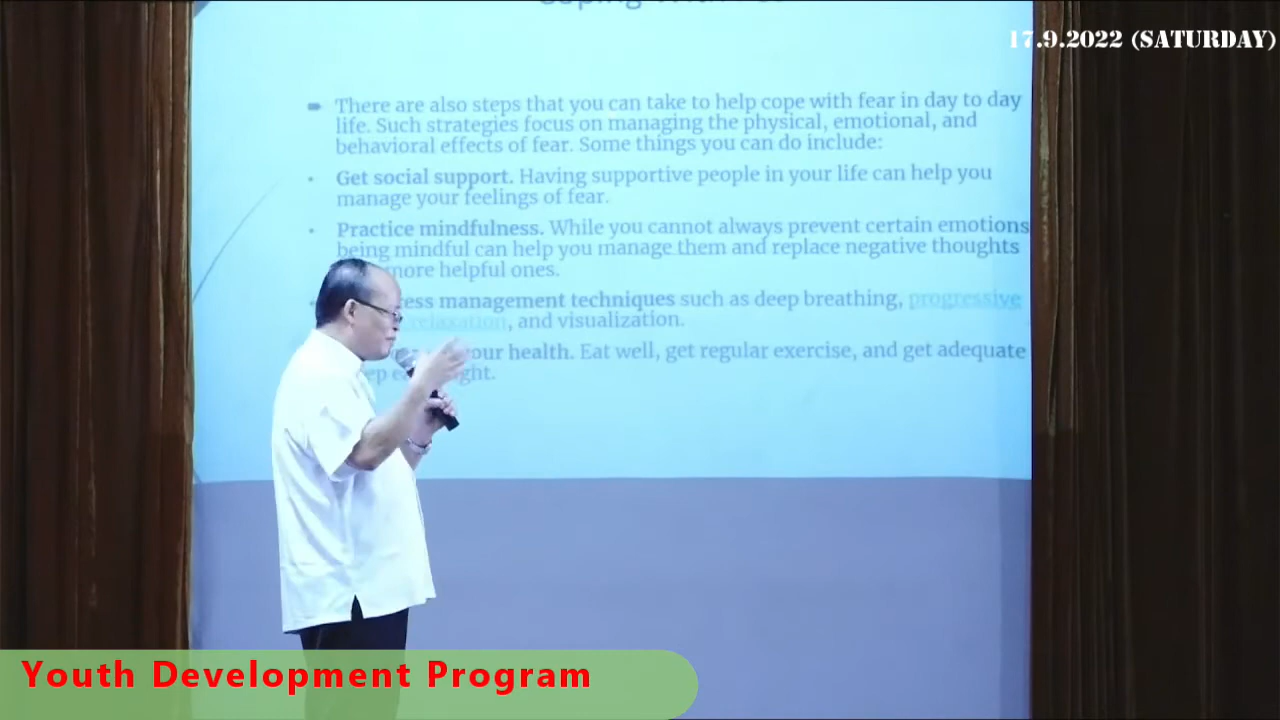 Coping With
17.9.2022 (SATURDAY)
There are also steps that you can take to help cope with fear in day to day
life. Such strategies focus on managing the physical, emotional, and
behavioral effects of fear. Some things you can do include:
Get social support. Having supportive people in your life can help you
manage your feelings of fear.
Practice mindfulness. While you cannot always prevent certain emotions
being mindful can help you manage them and replace negative thoughts
more helpful ones.
management techniques such as deep breathing, progressive
relaxation, and visualization.
your health. Eat well, get regular exercise, and get adequate
Youth Development Program